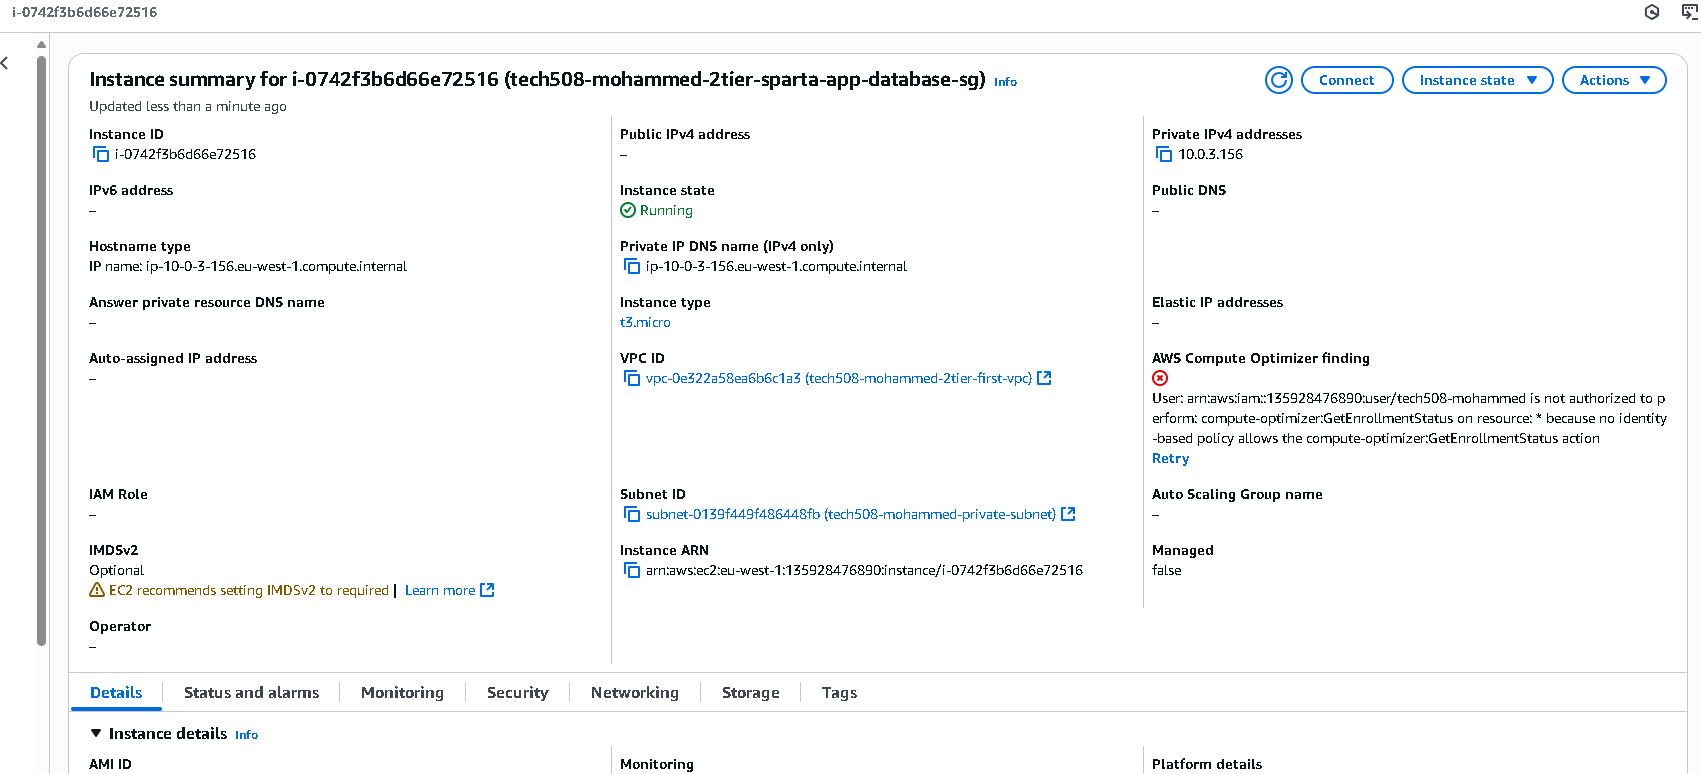 i-0742f3b6d66e72516
Instance summary for i-0742f3b6d66e72516 (tech508-mohammed-2tier-sparta-app-database-sg) Info
Connect
Instance state
Actions
Updated less than a minute ago
Instance ID
i-0742f3b6d66e72516
Public IPv4 address
–
Private IPv4 addresses
10.0.3.156
IPv6 address
–
Instance state
Running
Public DNS
–
Hostname type
IP name: ip-10-0-3-156.eu-west-1.compute.internal
Private IP DNS name (IPv4 only)
ip-10-0-3-156.eu-west-1.compute.internal
Answer private resource DNS name
–
Instance type
t3.micro
Elastic IP addresses
–
Auto-assigned IP address
–
VPC ID
vpc-0e322a58ea6b6c1a3 (tech508-mohammed-2tier-first-vpc)
AWS Compute Optimizer finding
User: arn:aws:iam::135928476890:user/tech508-mohammed is not authorized to p
erform: compute-optimizer:GetEnrollmentStatus on resource: * because no identity
-based policy allows the compute-optimizer:GetEnrollmentStatus action
Retry
IAM Role
–
Subnet ID
subnet-0139f449f486448fb (tech508-mohammed-private-subnet)
Auto Scaling Group name
–
IMDSv2
Optional
EC2 recommends setting IMDSv2 to required | Learn more
Instance ARN
arn:aws:ec2:eu-west-1:135928476890:instance/i-0742f3b6d66e72516
Managed
false
Operator
–
Details
Status and alarms
Monitoring
Security
Networking
Storage
Tags
Instance details Info
AMI ID
Monitoring
Platform details